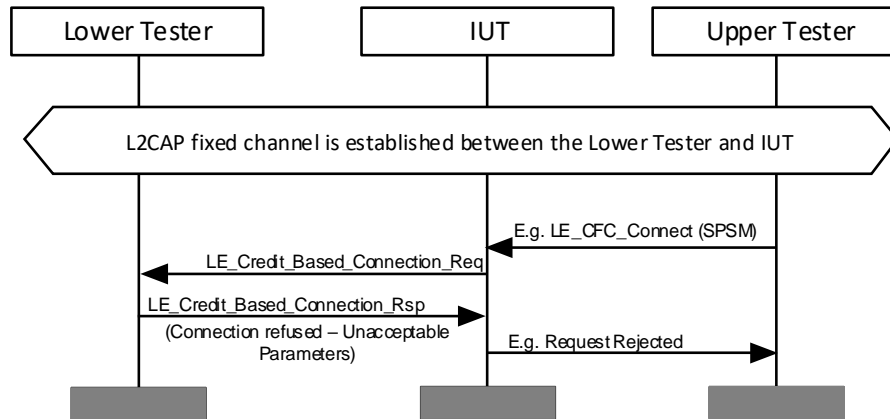 Lower Tester
IUT
Upper Tester
L2CAP fixed channel is established between the Lower Tester and IUT
E.g. LE_CFC_Connect (SPSM)
LE_Credit_Based_Connection_Req
LE_Credit_Based_Connection_Rsp
(Connection refused – Unacceptable
Parameters)
E.g. Request Rejected